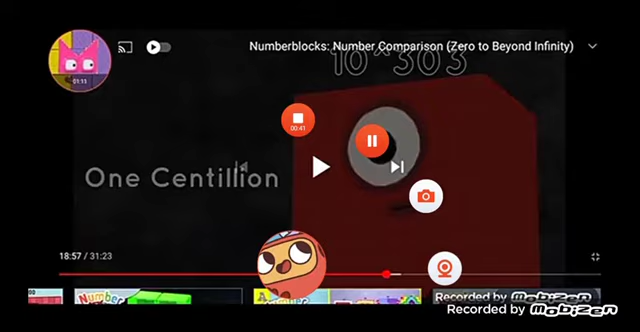 Numberblocks: Number Comparison (Zero to Beyond Infinity)
10^303
01:11
00:41
One Centillion
18:57 / 31:23
Number
Recorded by Mobizen
Recorded by Mobizen